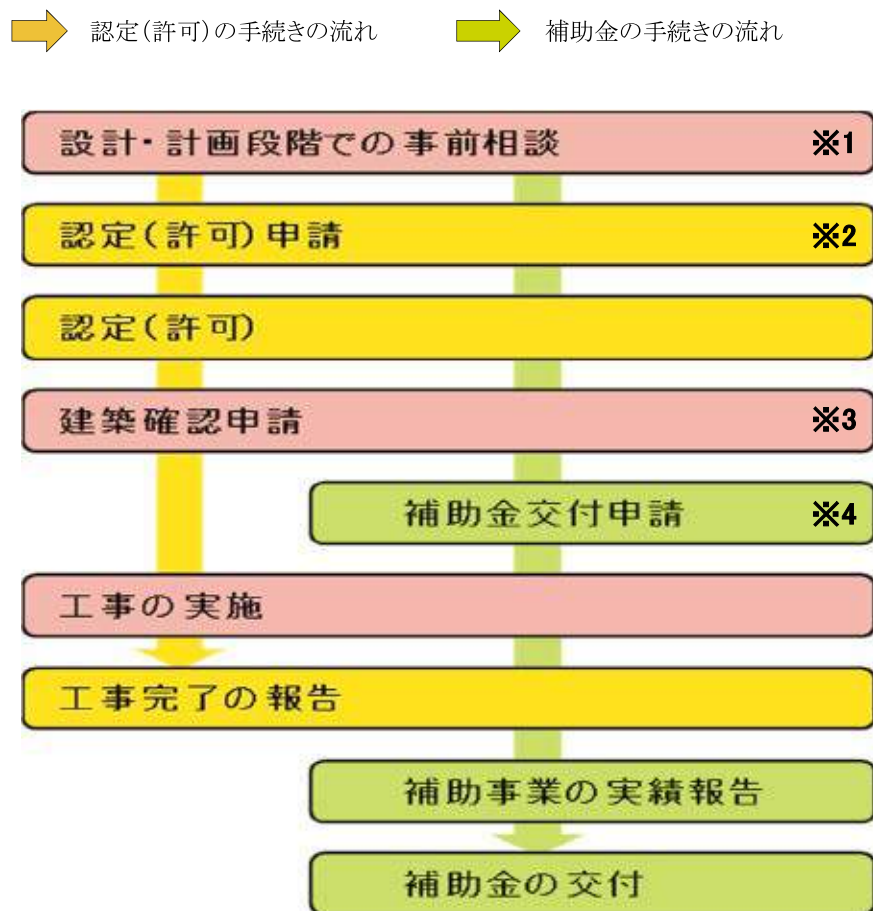 認定(許可)の手続きの流れ 補助金の手続きの流れ
設計・計画段階での事前相談 ※1
認定(許可)申請 ※2
認定(許可)
建築確認申請 ※3
補助金交付申請 ※4
工事の実施
工事完了の報告
補助事業の実績報告
補助金の交付